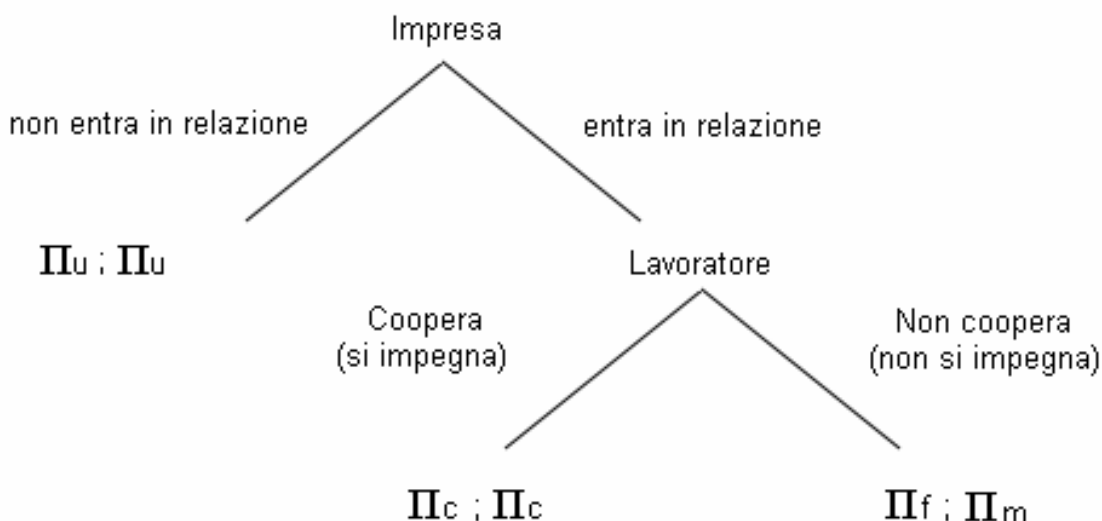 Impresa
non entra in relazione
entra in relazione
Πu ; Πu
Lavoratore
Coopera
(si impegna)
Non coopera
(non si impegna)
Πc ; Πc
Πf ; Πm